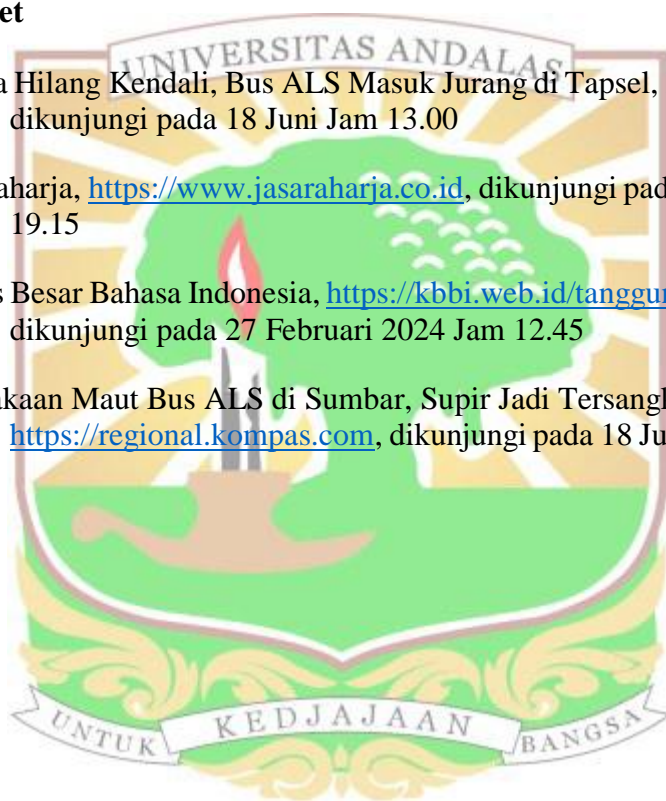 et
UNIVERSITAS ANDALAS
a Hilang Kendali, Bus ALS Masuk Jurang di Tapsel,
dikunjungi pada 18 Juni Jam 13.00
aharja, https://www.jasaraharja.co.id, dikunjungi pad
19.15
s Besar Bahasa Indonesia, https://kbbi.web.id/tanggun
dikunjungi pada 27 Februari 2024 Jam 12.45
akaan Maut Bus ALS di Sumbar, Supir Jadi Tersangk
https://regional.kompas.com, dikunjungi pada 18 Ju
UNTUK KEDJAJAAN BANGSA